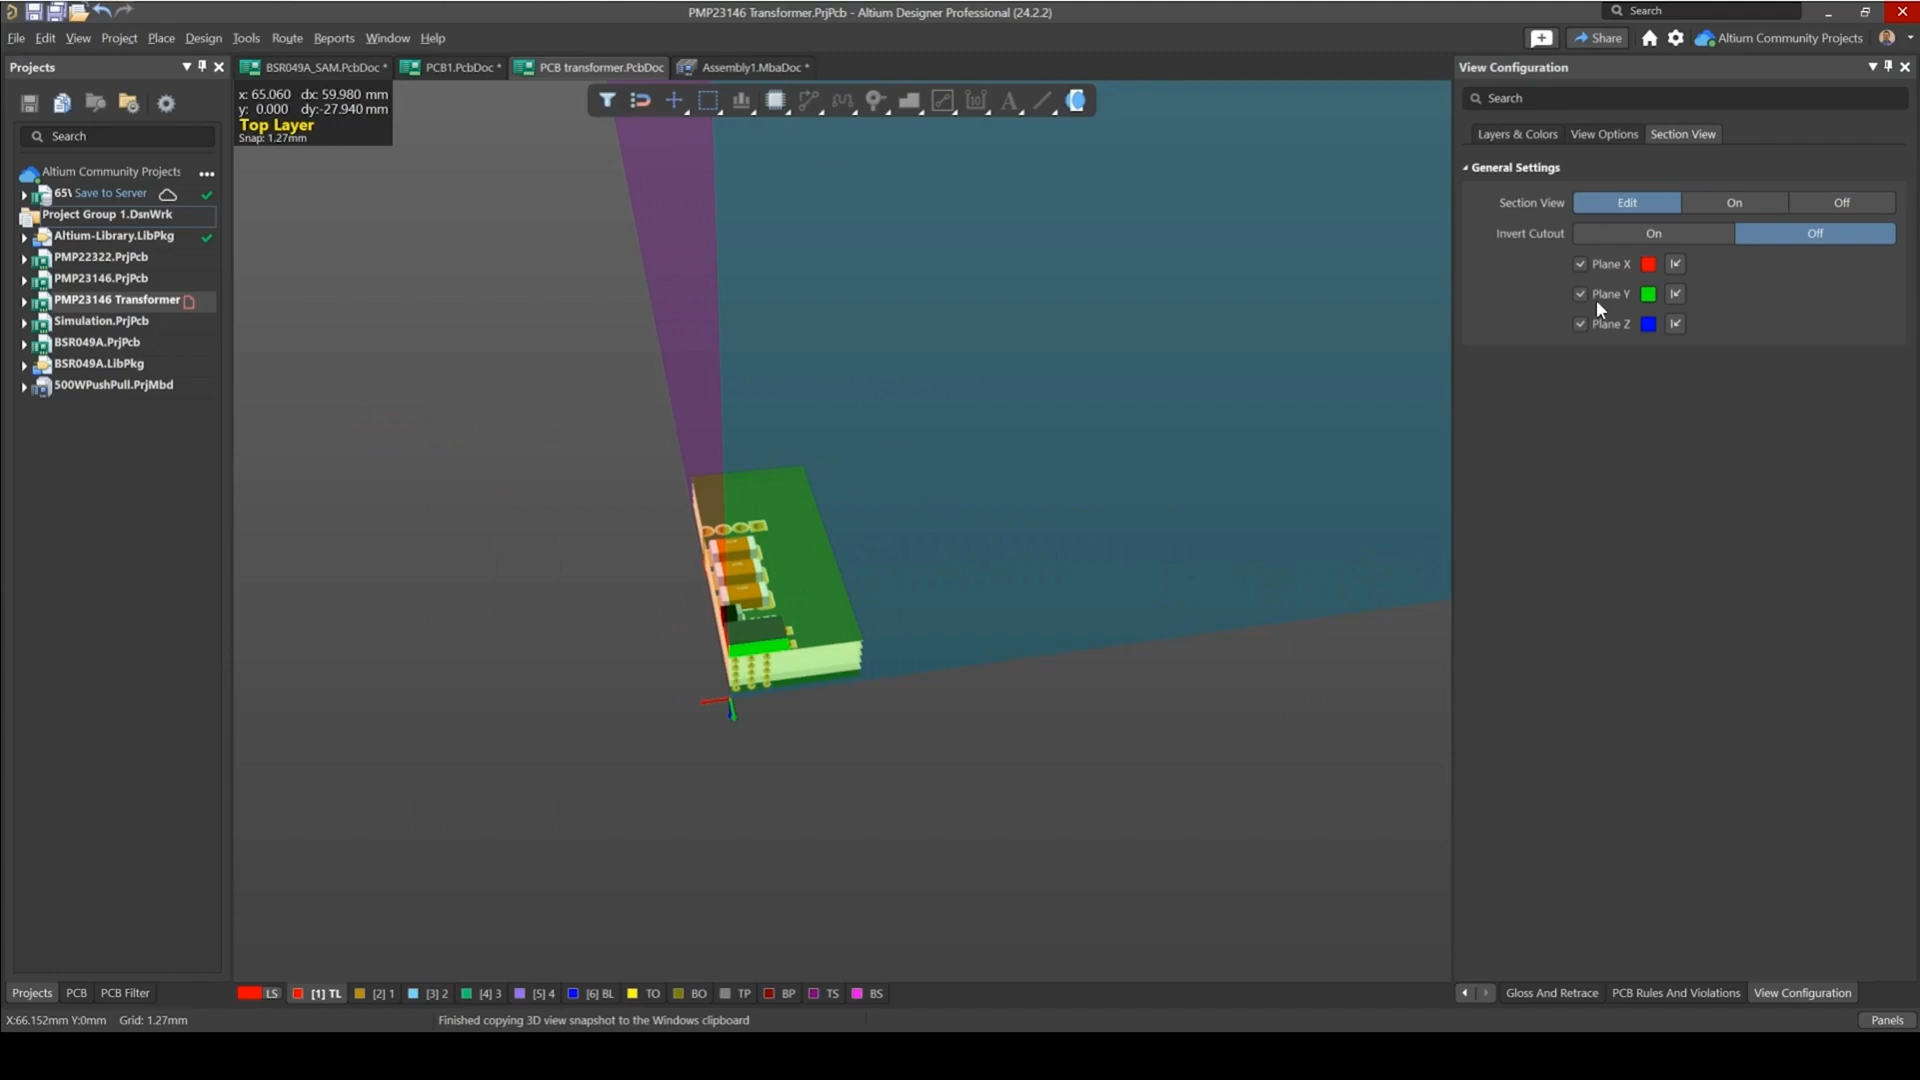 PMP23146 Transformer.PrjPcb - Altium Designer Professional (24.2.2)
Search
File Edit View Project Place Design Tools Route Reports Window Help
Share
Altium Community Projects
Projects
BSR049A_SAM.PcbDoc *
PCB1.PcbDoc *
PCB transformer.PcbDoc
Assembly1.MbaDoc *
View Configuration
x: 65.060 dx: 59.980 mm
y: 0.000 dy:-27.940 mm
Top Layer
Snap: 1.27mm
Search
Search
Layers & Colors
View Options
Section View
General Settings
Section View Edit On Off
Invert Cutout On Off
Plane X
Plane Y
Plane Z
Altium Community Projects
65\ Save to Server
Project Group 1.DsnWrk
Altium-Library.LibPkg
PMP22322.PrjPcb
PMP23146.PrjPcb
PMP23146 Transformer
Simulation.PrjPcb
BSR049A.PrjPcb
BSR049A.LibPkg
500WPushPull.PrjMbd
Projects PCB PCB Filter
LS [1] TL [2] 1 [3] 2 [4] 3 [5] 4 [6] BL TO BO TP BP TS BS
Gloss And Retrace PCB Rules And Violations View Configuration
X:66.152mm Y:0mm Grid: 1.27mm
Finished copying 3D view snapshot to the Windows clipboard
Panels